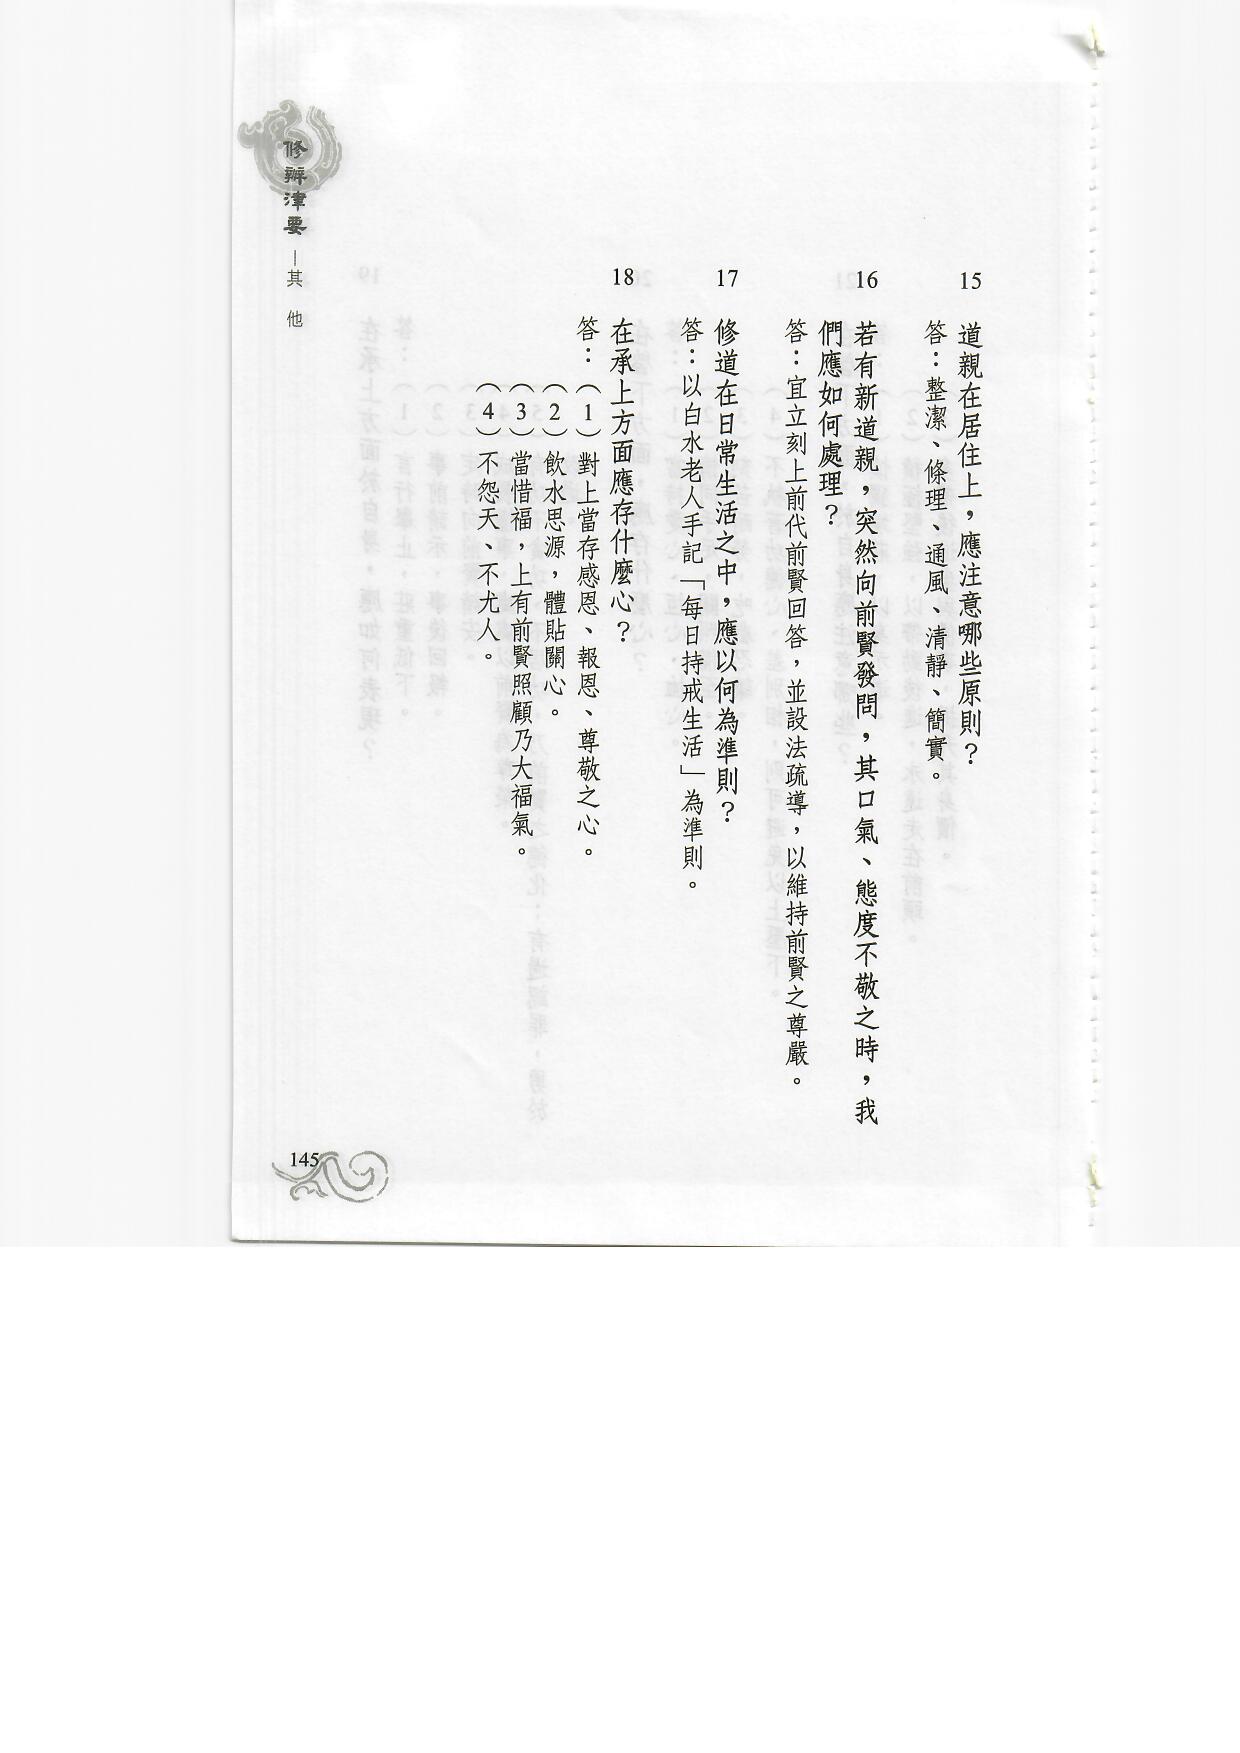 15 道親在居住上，應注意哪些原則？
答：整潔、條理、通風、清靜、簡實。
16 若有新道親，突然向前賢發問，其口氣、態度不敬之時，我
們應如何處理？
答：宜立刻上前代前賢回答，並設法疏導，以維持前賢之尊嚴。
17 修道在日常生活之中，應以何為準則？
答：以白水老人手記「每日持戒生活」為準則。
18 在承上方面應存什麼心？
答：（1）對上當存感恩、報恩、尊敬之心。
（2）飲水思源，體貼關心。
（3）當惜福，上有前賢照顧乃大福氣。
（4）不怨天、不尤人。
修辦津要－其他
145